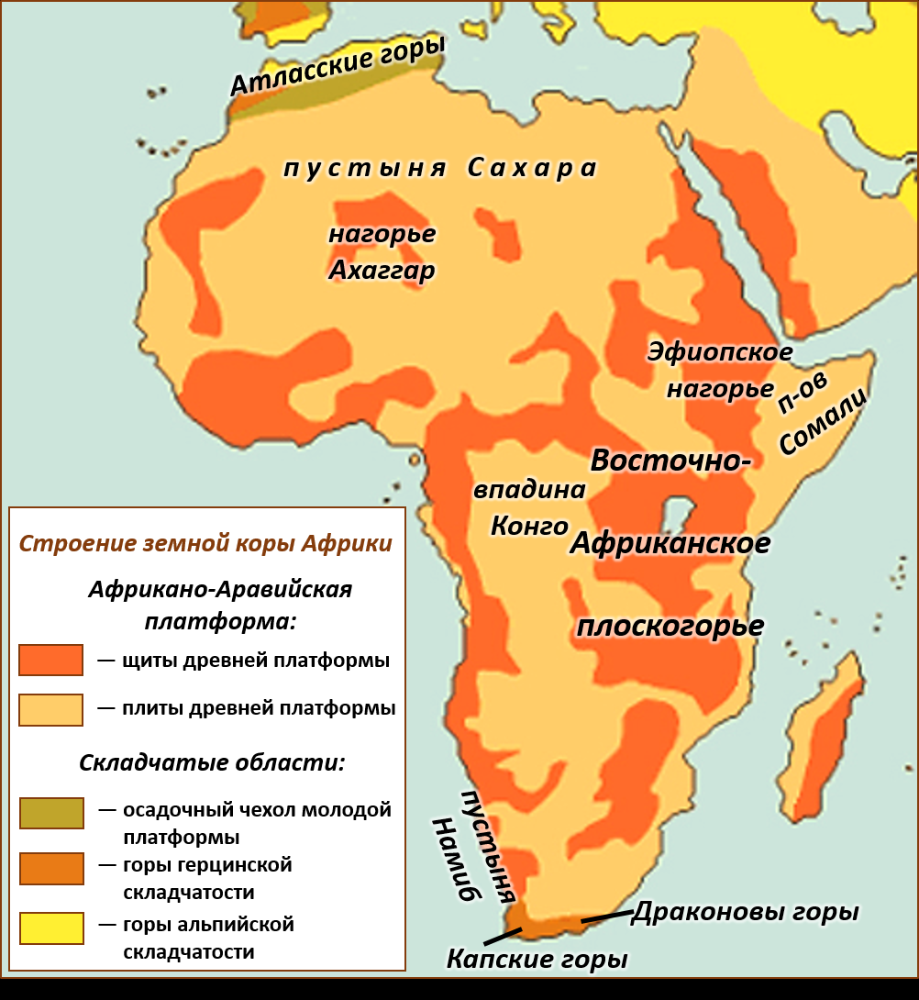 Атласские горы
пустыня Сахара
нагорье
Ахаггар
Эфиопское
нагорье
п-ов
Сомали
Восточно-
впадина
Конго
Африканское
плоскогорье
пустыня
Намиб
Драконовы горы
Капские горы
Строение земной коры Африки
Африкано-Аравийская
платформа:
— щиты древней платформы
— плиты древней платформы
Складчатые области:
— осадочный чехол молодой
платформы
— горы герцинской
складчатости
— горы альпийской
складчатости